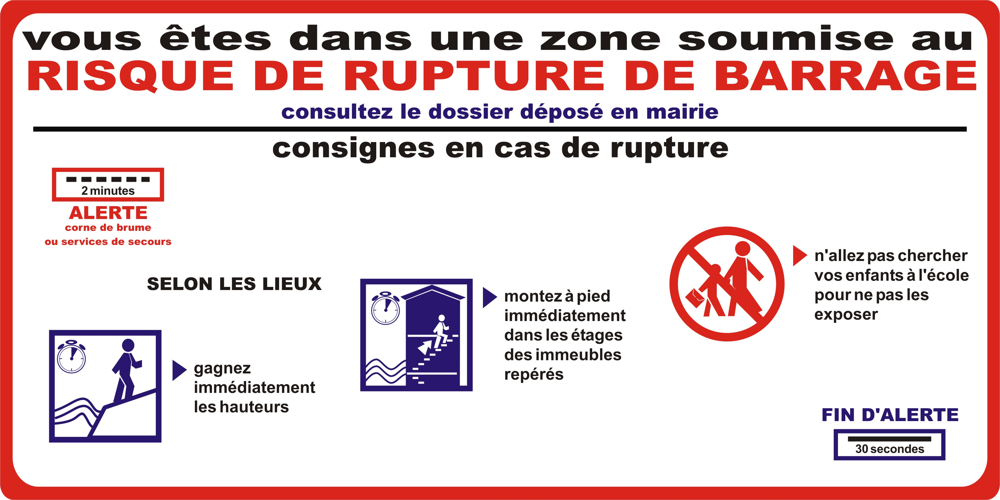 vous êtes dans une zone soumise au
RISQUE DE RUPTURE DE BARRAGE
consultez le dossier déposé en mairie
consignes en cas de rupture
2 minutes
ALERTE
corne de brume
ou services de secours
SELON LES LIEUX
gagnez
immédiatement
les hauteurs
montez à pied
immédiatement
dans les étages
des immeubles
repérés
n'allez pas chercher
vos enfants à l'école
pour ne pas les
exposer
FIN D'ALERTE
30 secondes